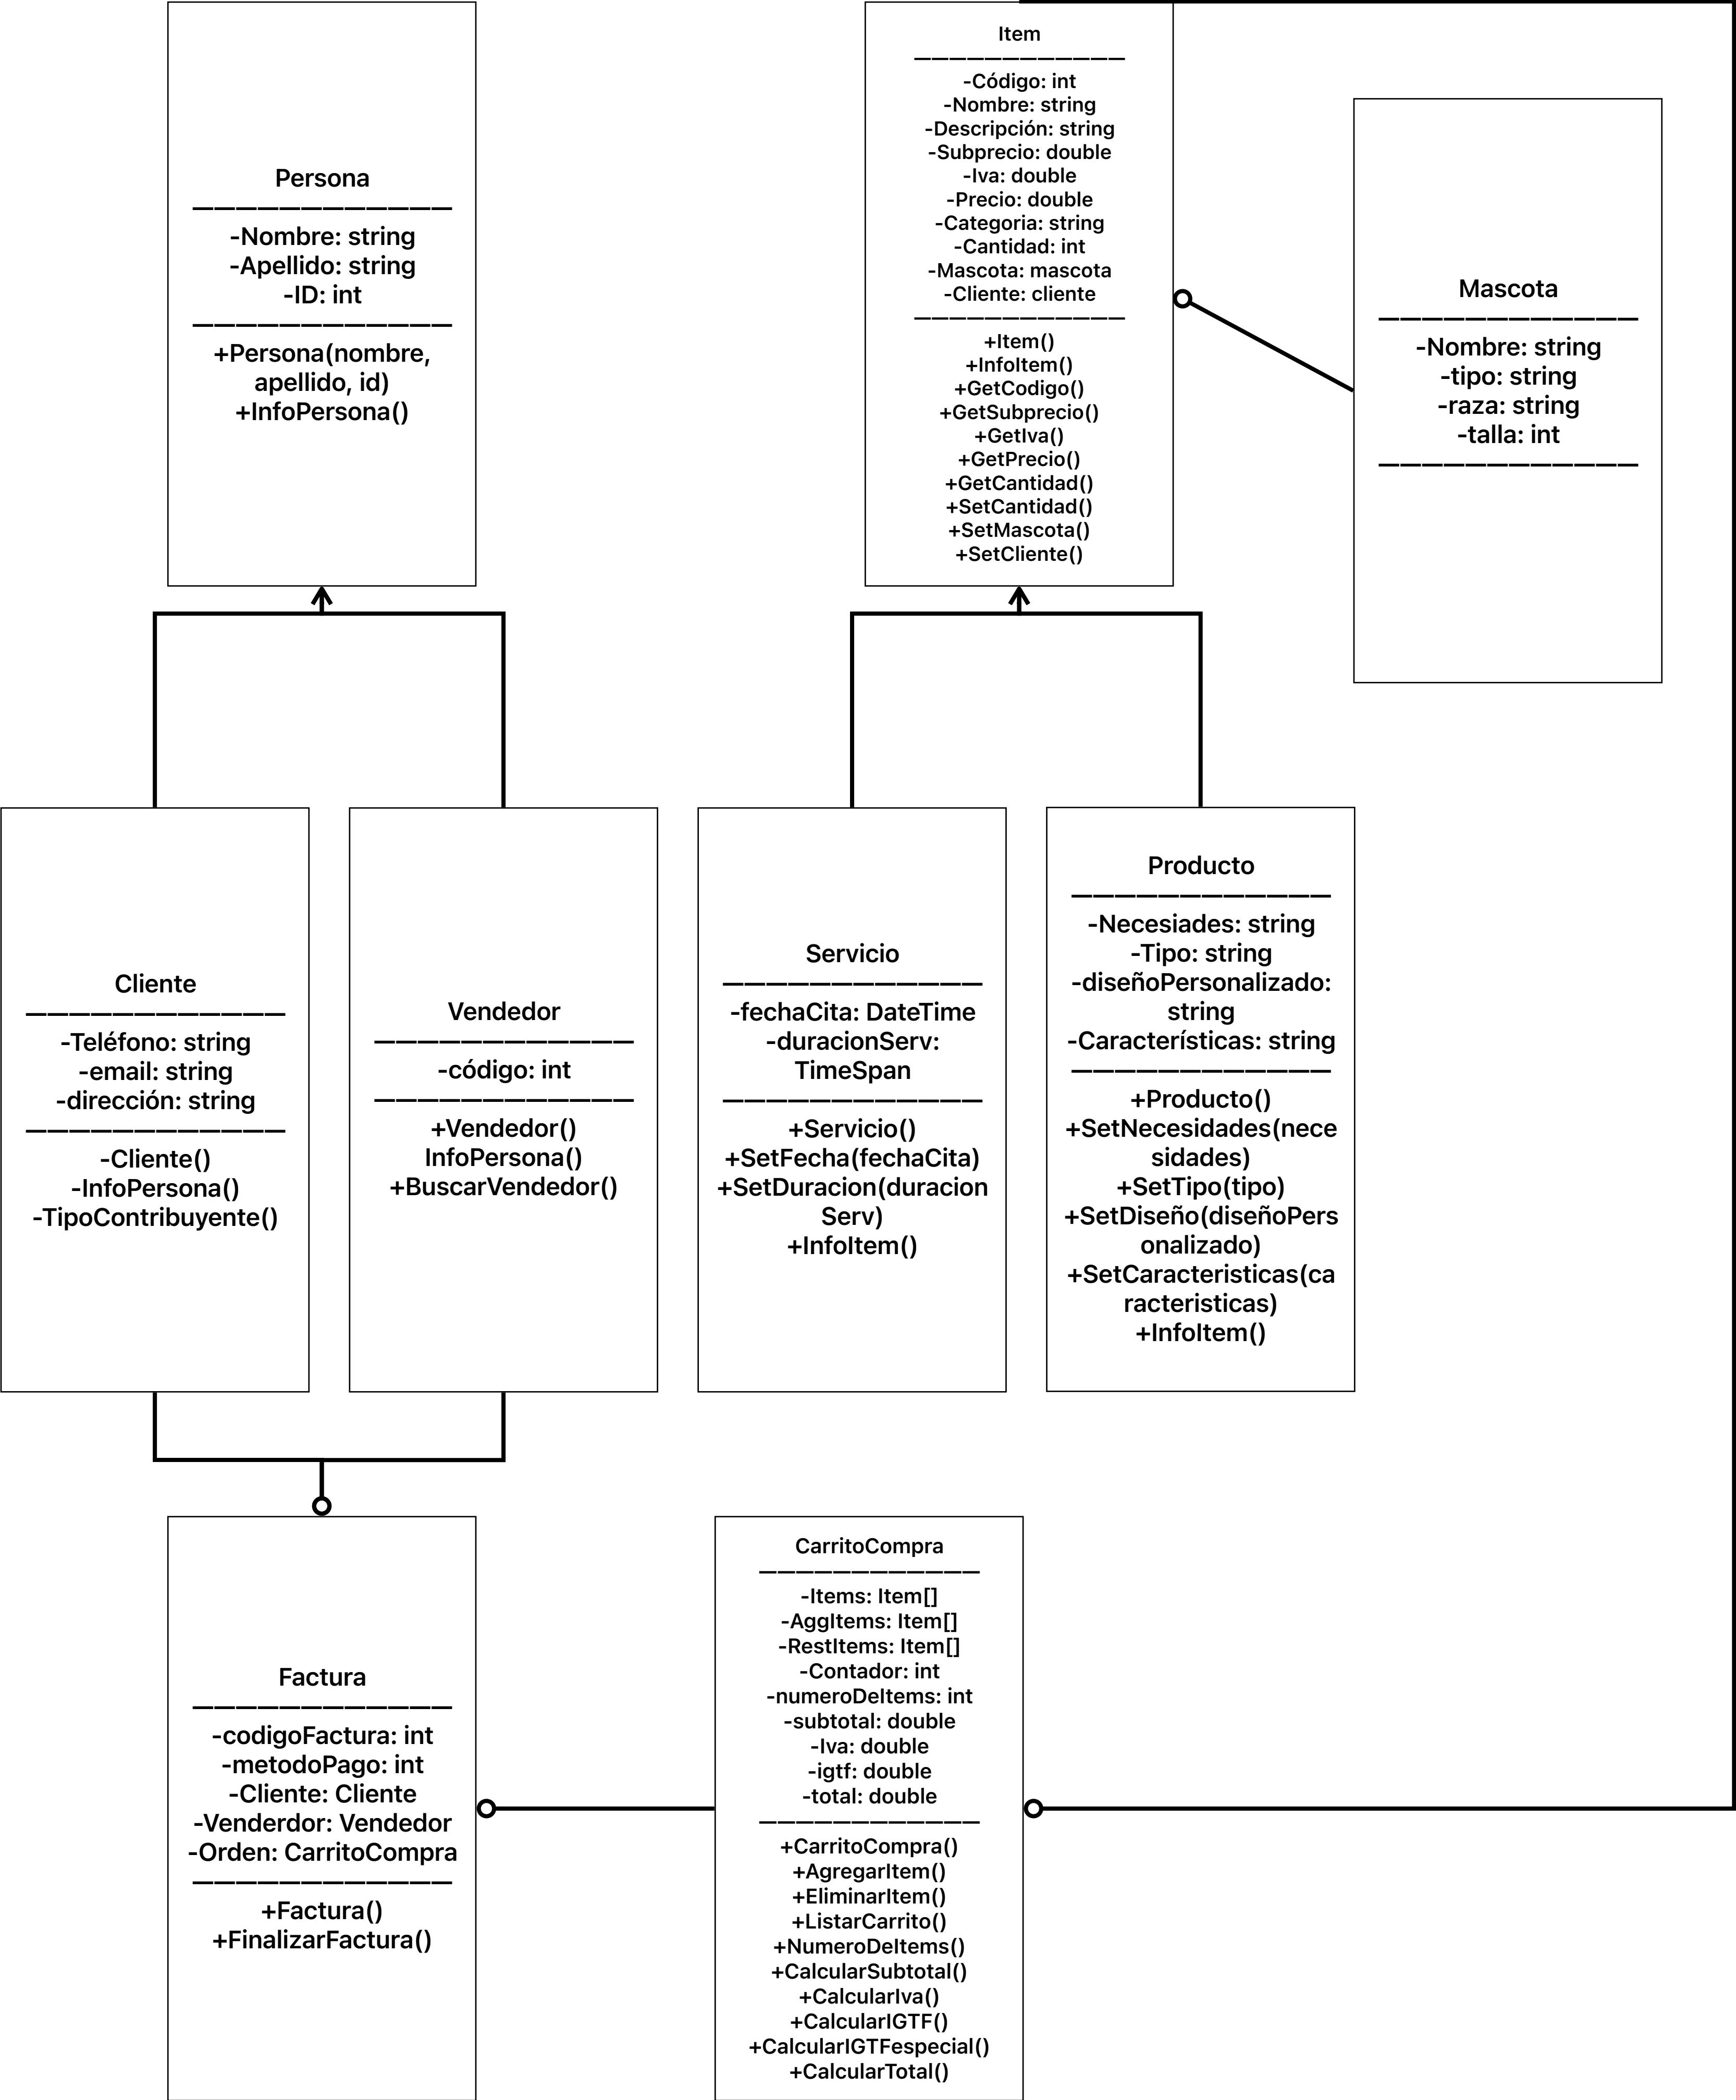 Persona
-Nombre: string
-Apellido: string
-ID: int
+Persona(nombre,
apellido, id)
+InfoPersona()
Item
-Código: int
-Nombre: string
-Descripción: string
-Subprecio: double
-Iva: double
-Precio: double
-Categoria: string
-Cantidad: int
-Mascota: mascota
-Cliente: cliente
+Item()
+InfoItem()
+GetCodigo()
+GetSubprecio()
+GetIva()
+GetPrecio()
+GetCantidad()
+SetCantidad()
+SetMascota()
+SetCliente()
Mascota
-Nombre: string
-tipo: string
-raza: string
-talla: int
Cliente
-Teléfono: string
-email: string
-dirección: string
-Cliente()
-InfoPersona()
-TipoContribuyente()
Vendedor
-código: int
+Vendedor()
InfoPersona()
+BuscarVendedor()
Servicio
-fechaCita: DateTime
-duracionServ:
TimeSpan
+Servicio()
+SetFecha(fechaCita)
+SetDuracion(duracion
Serv)
+InfoItem()
Producto
-Necesiades: string
-Tipo: string
-diseñoPersonalizado:
string
-Características: string
+Producto()
+SetNecesidades(nece
sidades)
+SetTipo(tipo)
+SetDiseño(diseñoPers
onalizado)
+SetCaracteristicas(ca
racteristicas)
+InfoItem()
Factura
-codigoFactura: int
-metodoPago: int
-Cliente: Cliente
-Venderdor: Vendedor
-Orden: CarritoCompra
+Factura()
+FinalizarFactura()
CarritoCompra
-Items: Item[]
-AggItems: Item[]
-RestItems: Item[]
-Contador: int
-numeroDeItems: int
-subtotal: double
-Iva: double
-igtf: double
-total: double
+CarritoCompra()
+AgregarItem()
+EliminarItem()
+ListarCarrito()
+NumeroDeItems()
+CalcularSubtotal()
+CalcularIva()
+CalcularIGTF()
+CalcularIGTFespecial()
+CalcularTotal()